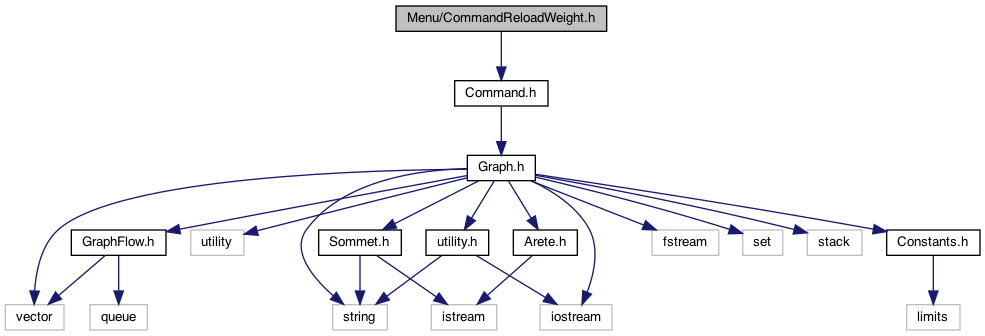 Menu/CommandReloadWeight.h
Command.h
Graph.h
GraphFlow.h
utility
Sommet.h
utility.h
Arete.h
fstream
set
stack
Constants.h
vector
queue
string
istream
iostream
limits